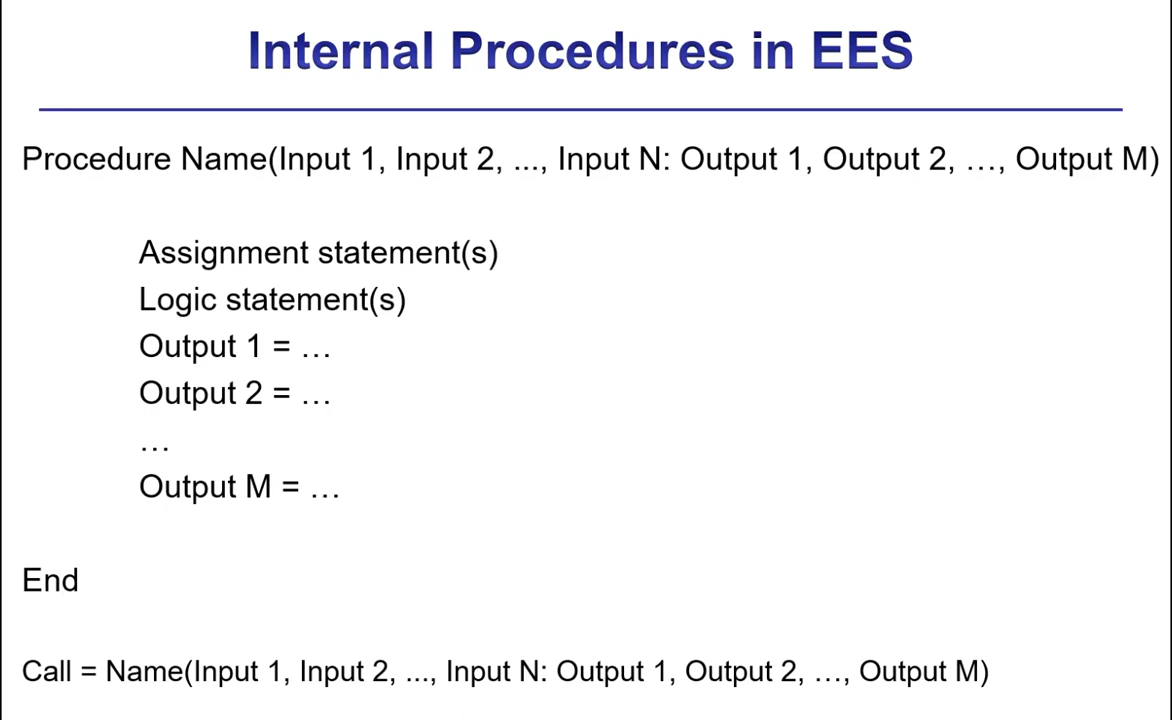 Internal Procedures in EES
Procedure Name(Input 1, Input 2, ..., Input N: Output 1, Output 2, …, Output M)
Assignment statement(s)
Logic statement(s)
Output 1 = …
Output 2 = …
…
Output M = …
End
Call = Name(Input 1, Input 2, ..., Input N: Output 1, Output 2, …, Output M)